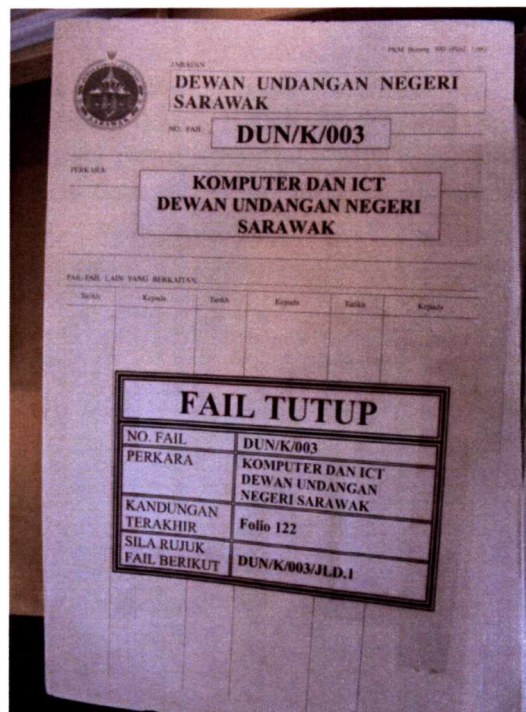 JABATAN
DEWAN UNDANGAN NEGERI
SARAWAK
NO. FAIL
DUN/K/003
PERKARA
KOMPUTER DAN ICT
DEWAN UNDANGAN NEGERI
SARAWAK
FAIL-FAIL LAIN YANG BERKAITAN
Tarikh Kepada Tarikh Kepada Tarikh Kepada
FAIL TUTUP
NO. FAIL DUN/K/003
PERKARA KOMPUTER DAN ICT
DEWAN UNDANGAN
NEGERI SARAWAK
KANDUNGAN
TERAKHIR Folio 122
SILA RUJUK
FAIL BERIKUT DUN/K/003/JLD.1